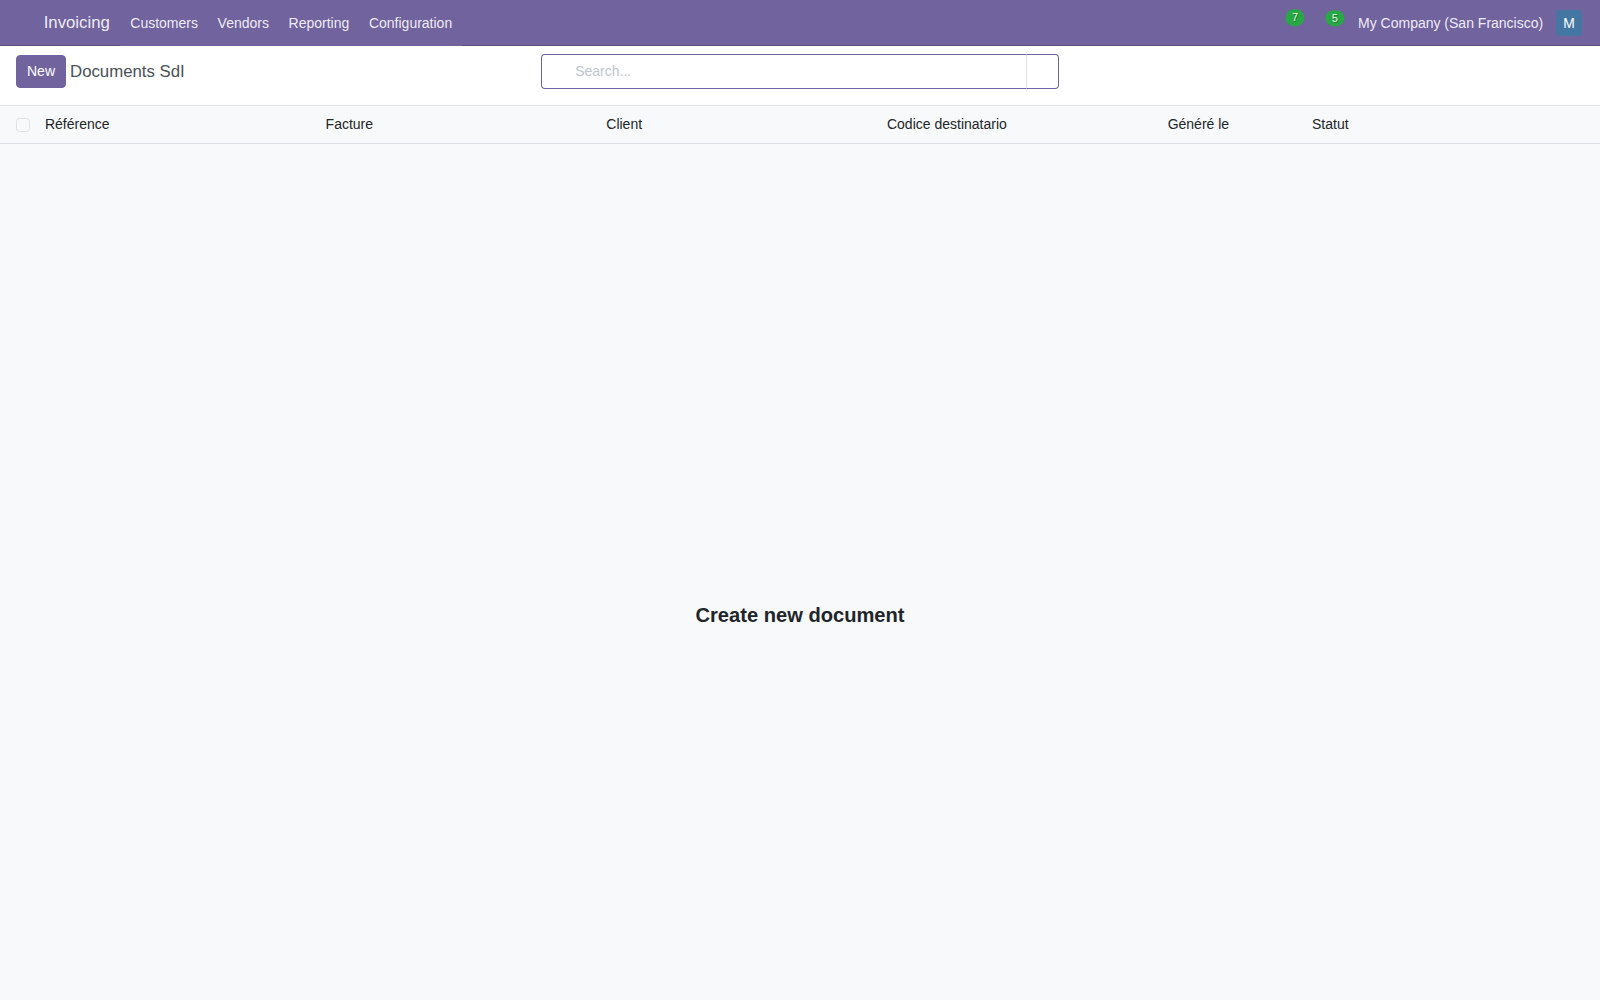 Invoicing Customers Vendors Reporting Configuration 7 5 My Company (San Francisco) M
New Documents SdI Search...
Référence Facture Client Codice destinatario Généré le Statut
Create new document